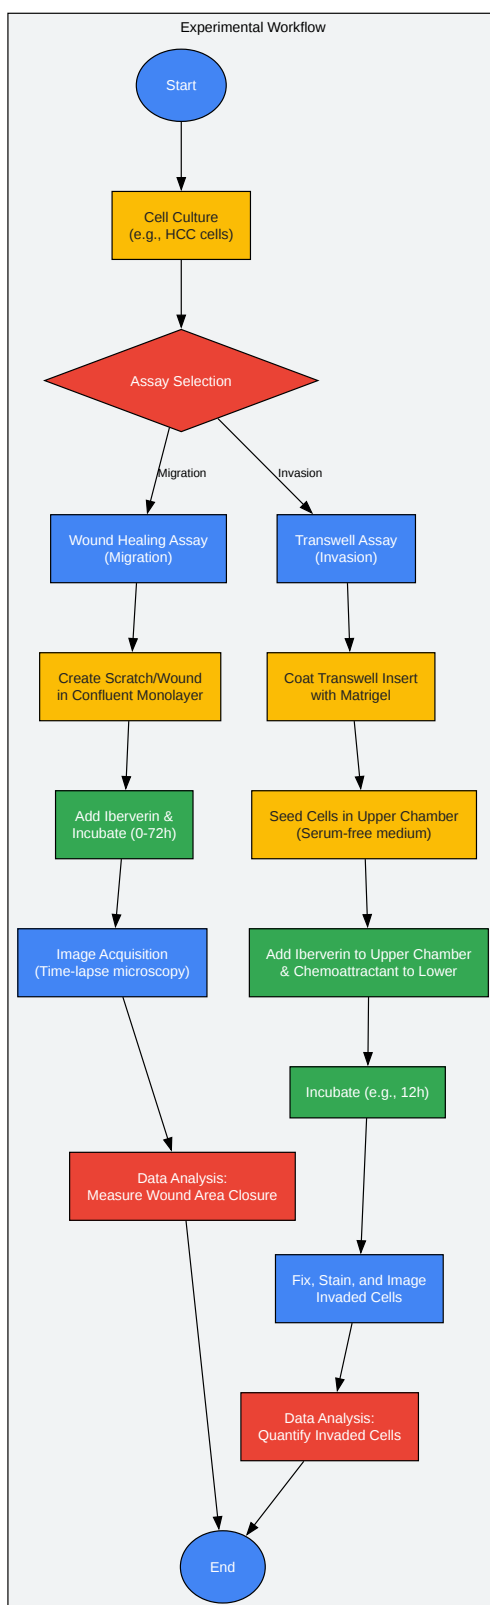 Experimental Workflow
Start
Cell Culture
(e.g., HCC cells)
Assay Selection
Migration
Invasion
Wound Healing Assay
(Migration)
Transwell Assay
(Invasion)
Create Scratch/Wound
in Confluent Monolayer
Coat Transwell Insert
with Matrigel
Add Iberverin &
Incubate (0-72h)
Seed Cells in Upper Chamber
(Serum-free medium)
Image Acquisition
(Time-lapse microscopy)
Add Iberverin to Upper Chamber
& Chemoattractant to Lower
Incubate (e.g., 12h)
Data Analysis:
Measure Wound Area Closure
Fix, Stain, and Image
Invaded Cells
Data Analysis:
Quantify Invaded Cells
End